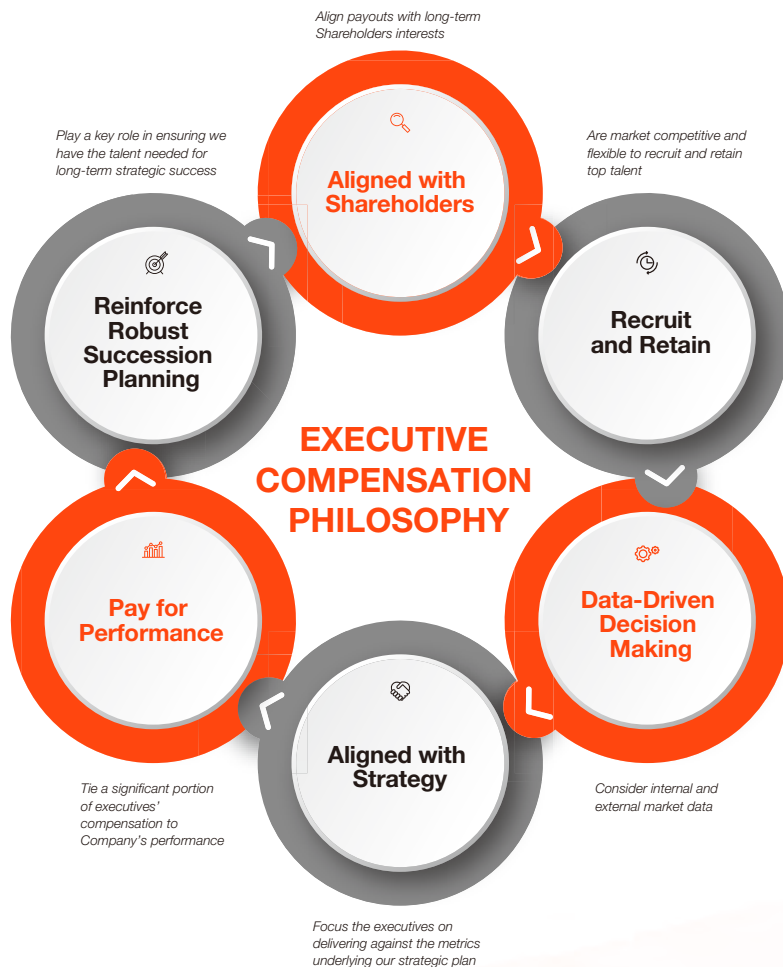 Align payouts with long-term
Shareholders interests
Aligned with
Shareholders
Are market competitive and
flexible to recruit and retain
top talent
Recruit
and Retain
Data-Driven
Decision
Making
Consider internal and
external market data
Aligned with
Strategy
Focus the executives on
delivering against the metrics
underlying our strategic plan
Pay for
Performance
Tie a significant portion
of executives'
compensation to
Company's performance
Play a key role in ensuring we
have the talent needed for
long-term strategic success
Reinforce
Robust
Succession
Planning
EXECUTIVE
COMPENSATION
PHILOSOPHY